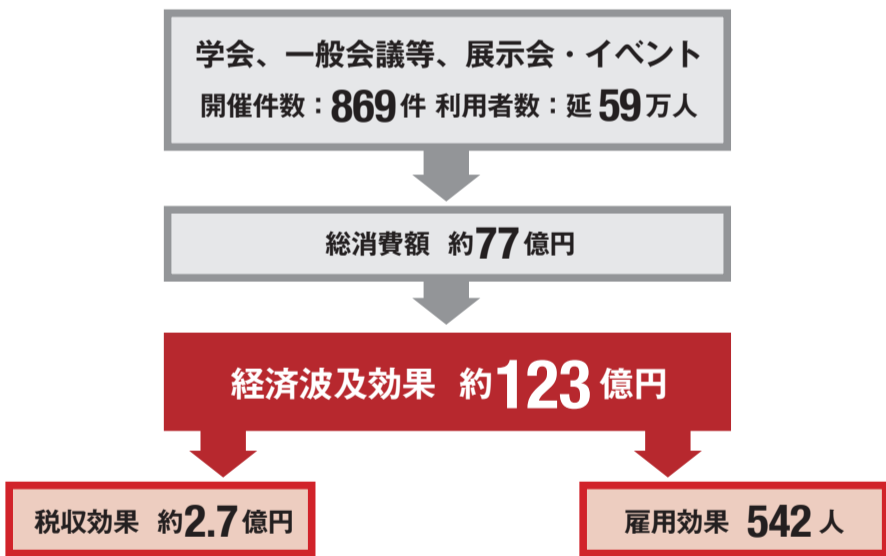 学会、一般会議等、展示会・イベント
開催件数：869件 利用者数：延59万人
総消費額 約77億円
経済波及効果 約123億円
税収効果 約2.7億円
雇用効果 542人